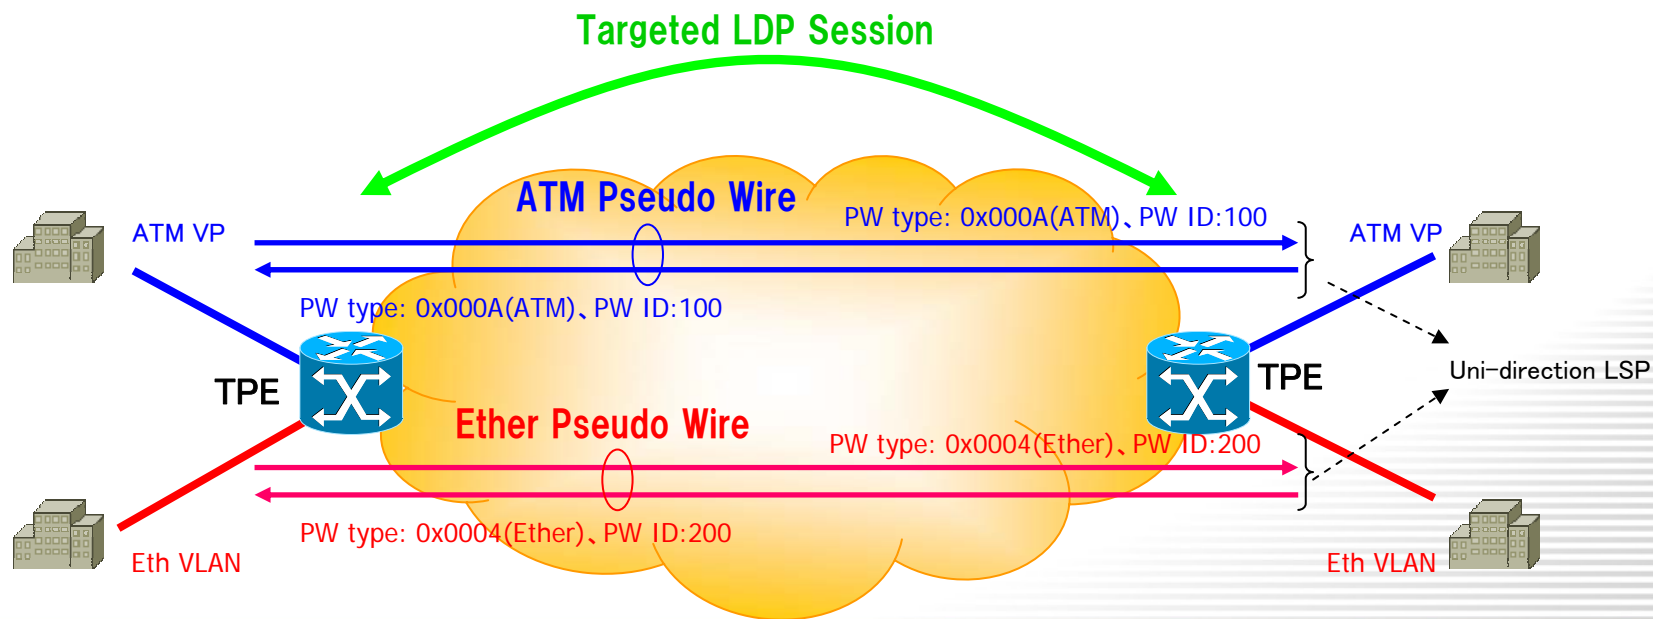 Targeted LDP Session
ATM Pseudo Wire
PW type: 0x000A(ATM)、PW ID:100
ATM VP
ATM VP
PW type: 0x000A(ATM)、PW ID:100
TPE
TPE
Uni-direction LSP
Ether Pseudo Wire
PW type: 0x0004(Ether)、PW ID:200
PW type: 0x0004(Ether)、PW ID:200
Eth VLAN
Eth VLAN